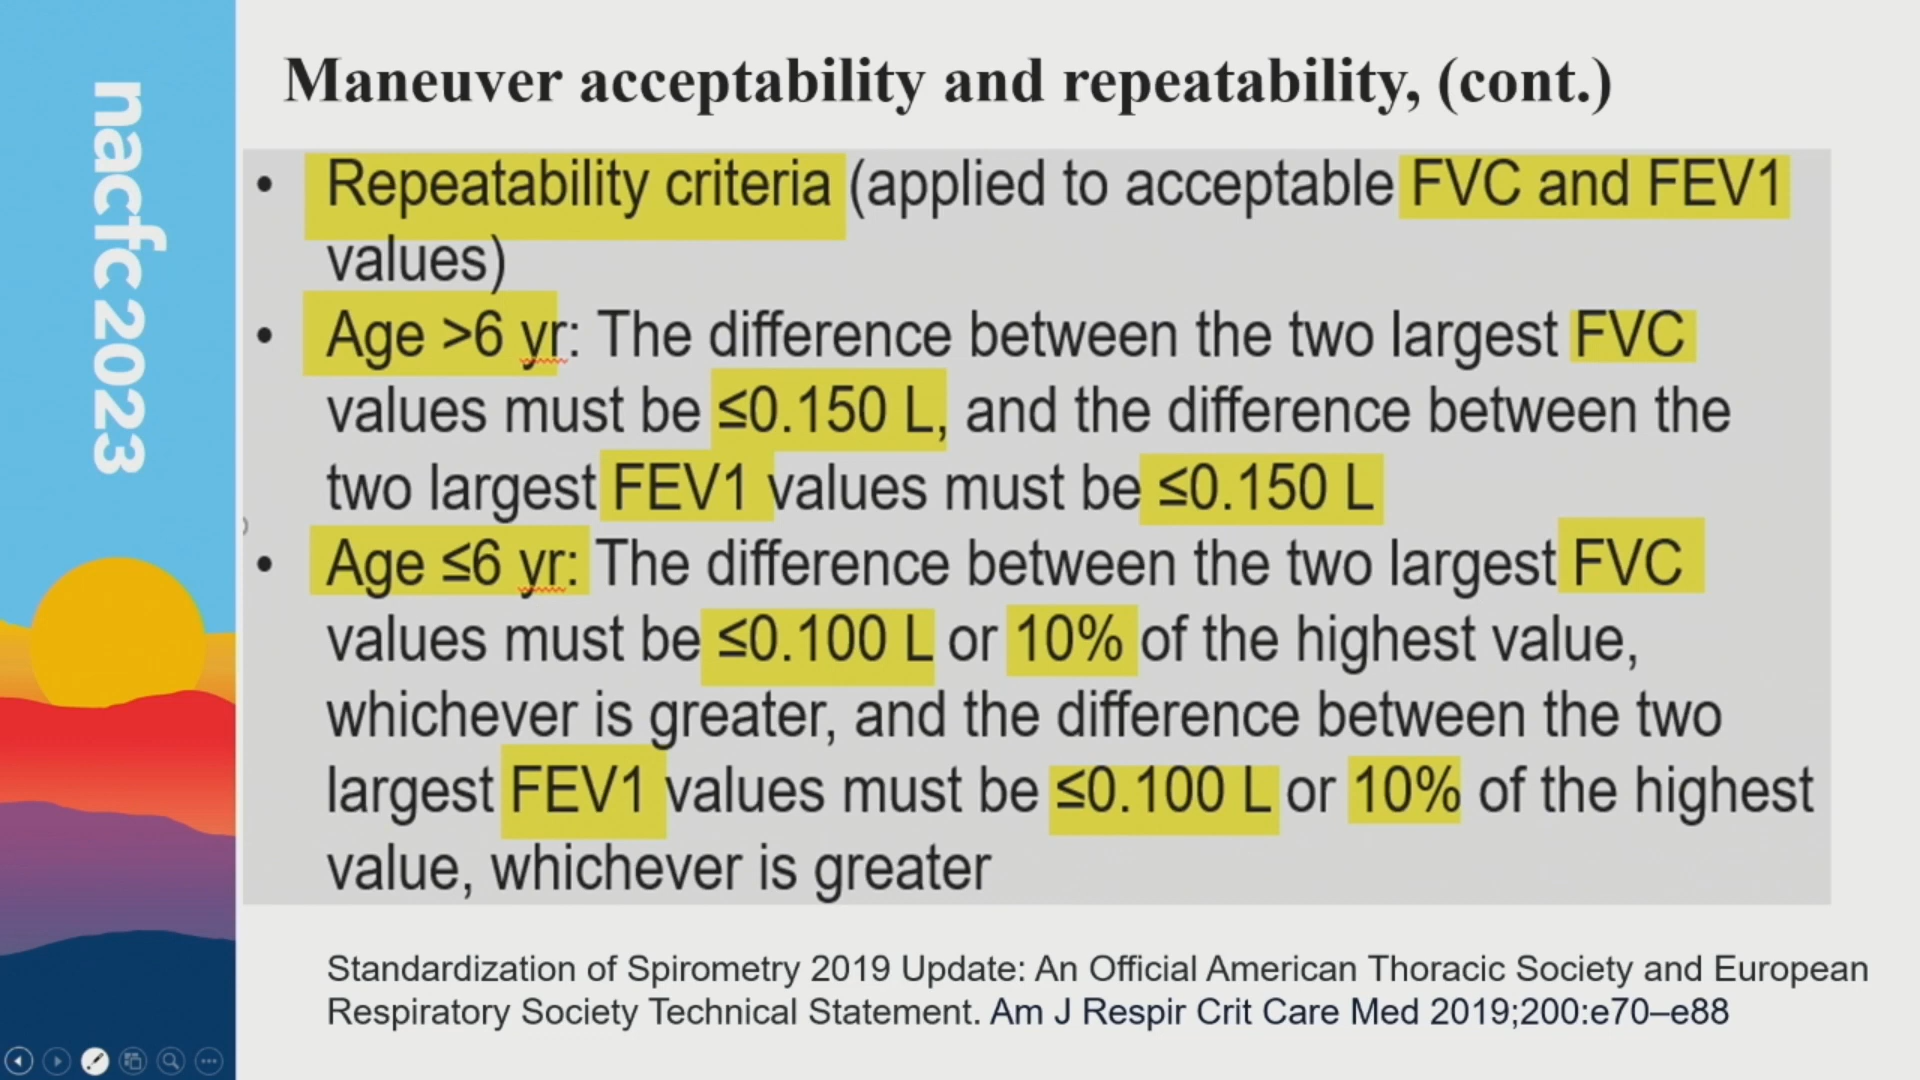 nacfc 2023
Maneuver acceptability and repeatability, (cont.)
• Repeatability criteria (applied to acceptable FVC and FEV1
values)
• Age >6 yr: The difference between the two largest FVC
values must be ≤0.150 L, and the difference between the
two largest FEV1 values must be ≤0.150 L
• Age ≤6 yr: The difference between the two largest FVC
values must be ≤0.100 L or 10% of the highest value,
whichever is greater, and the difference between the two
largest FEV1 values must be ≤0.100 L or 10% of the highest
value, whichever is greater
Standardization of Spirometry 2019 Update: An Official American Thoracic Society and European
Respiratory Society Technical Statement. Am J Respir Crit Care Med 2019;200:e70–e88